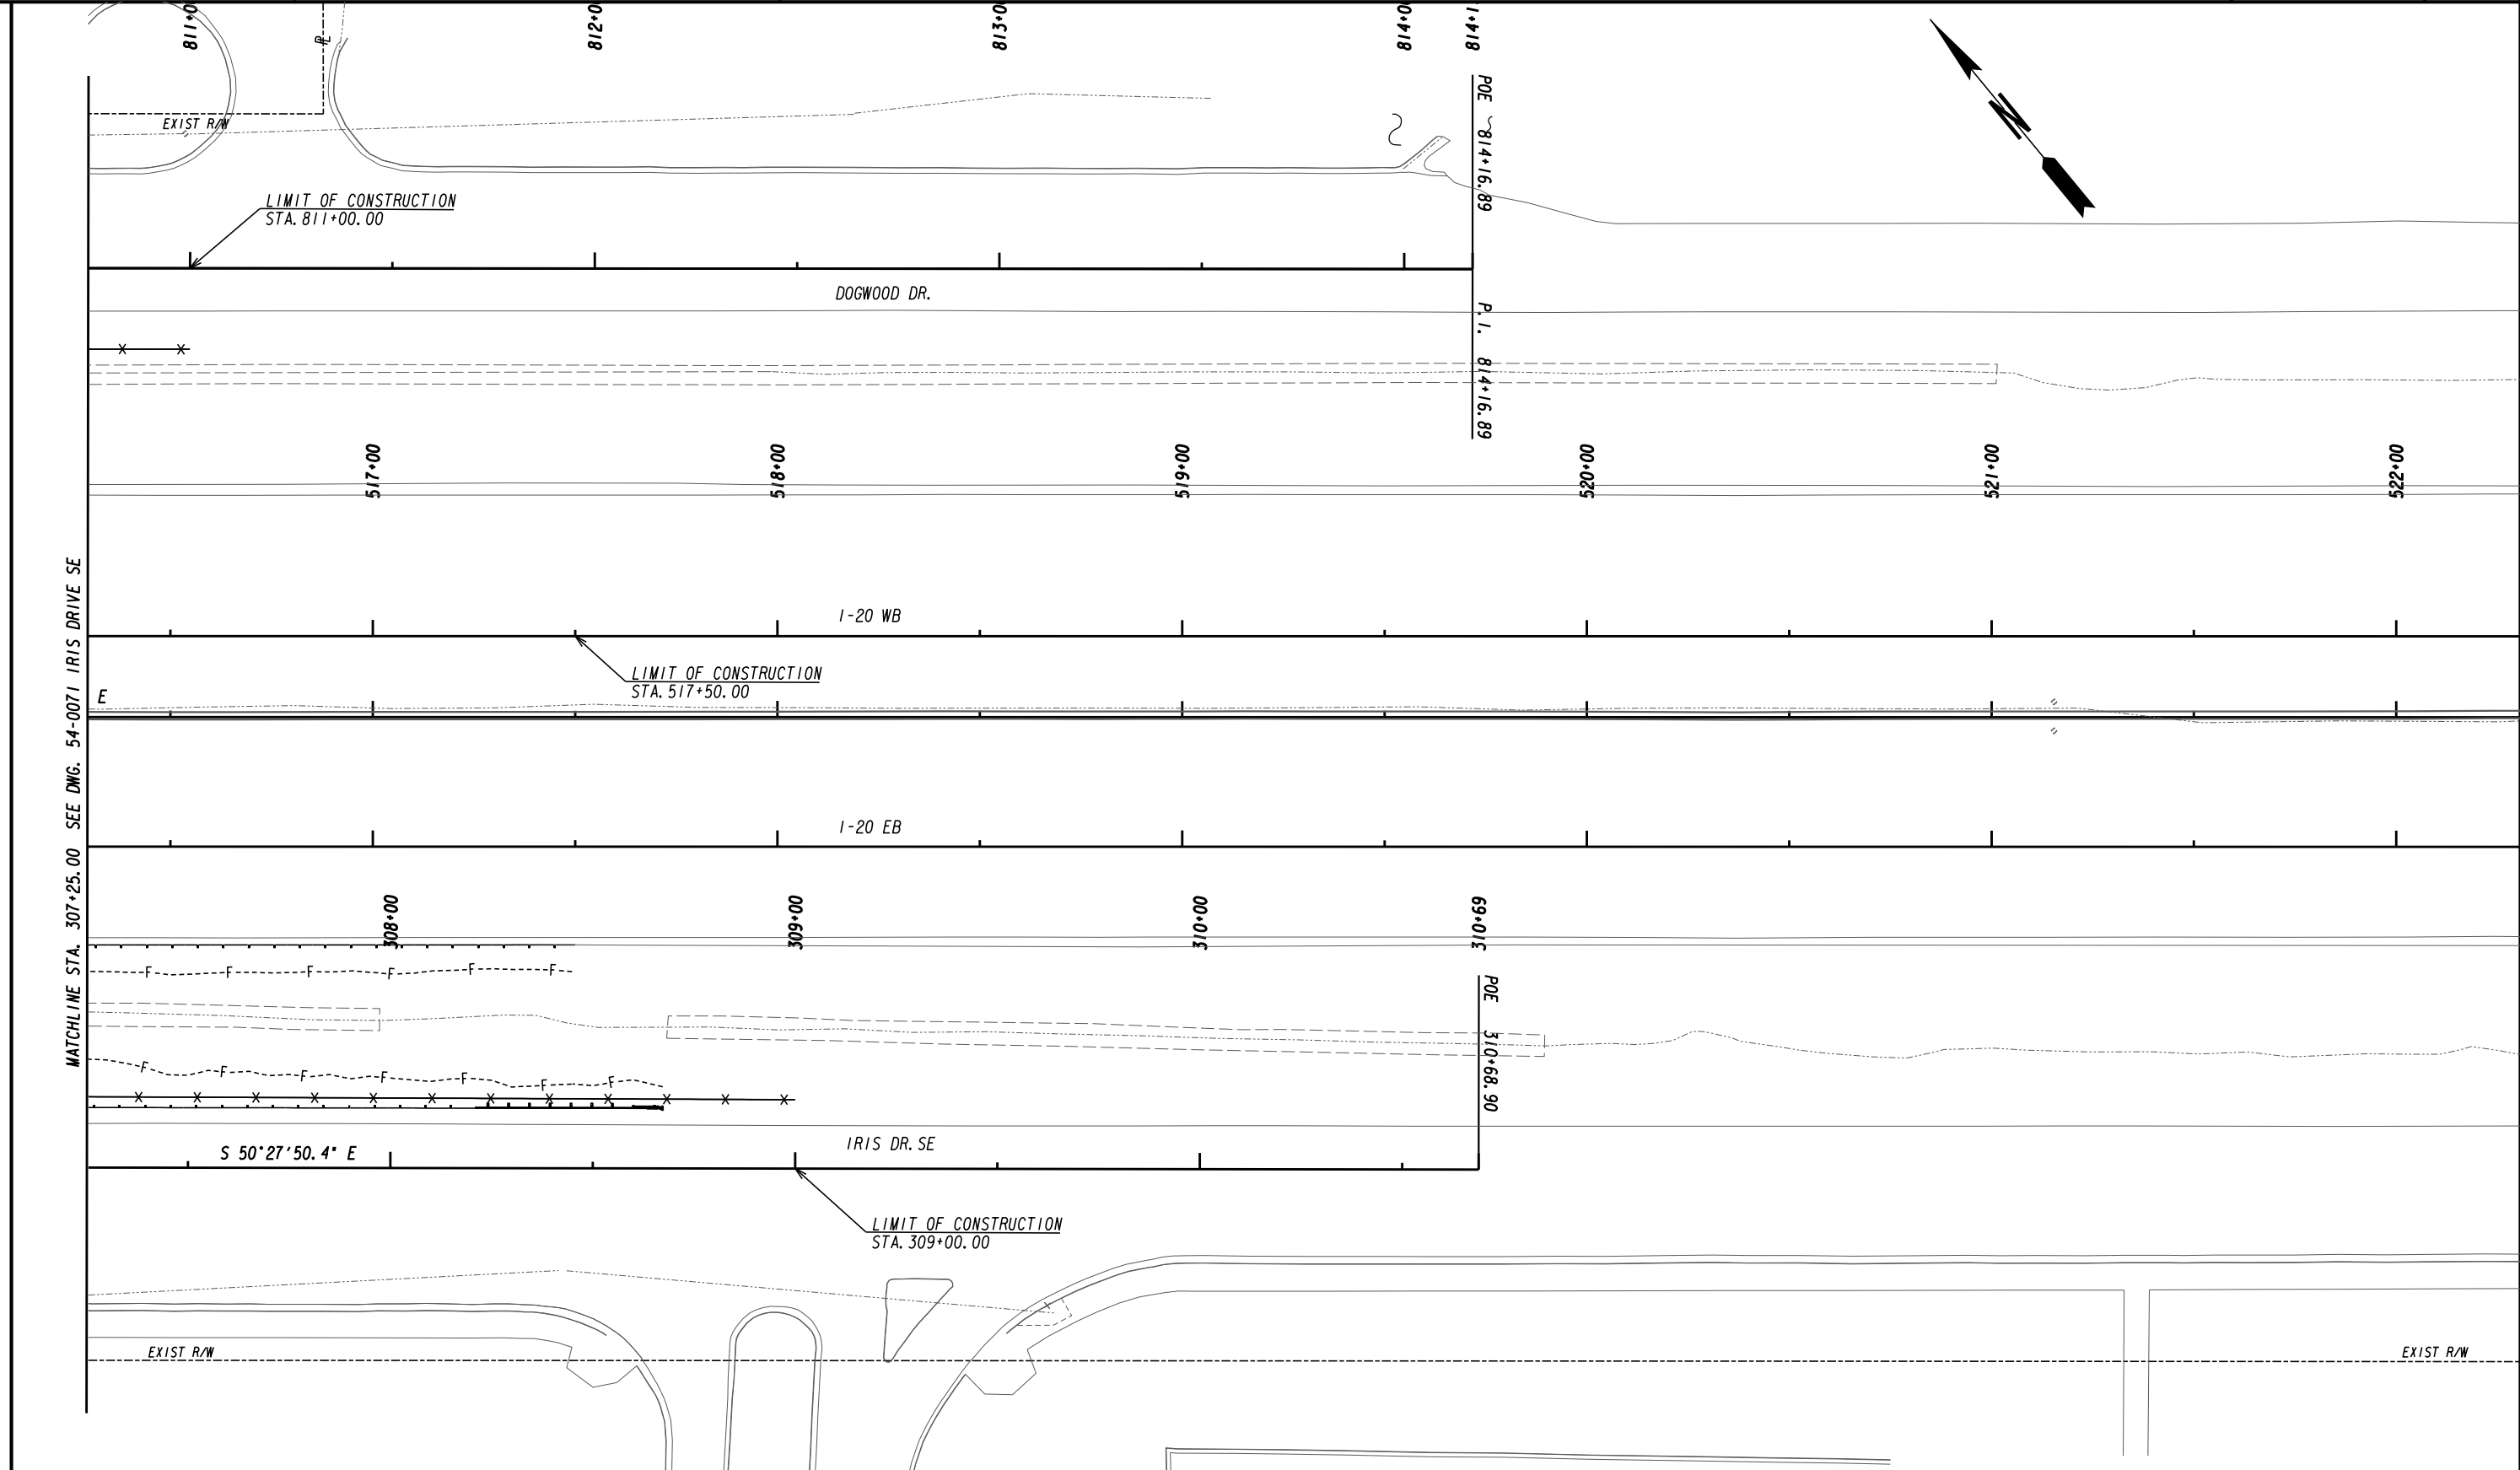 811+0
812+0
813+0
814+0
814+1
PL
N
EXIST R/W
POE 814+16.89
LIMIT OF CONSTRUCTION
STA. 811+00.00
DOGWOOD DR.
P.I. 814+16.89
517+00
518+00
519+00
520+00
521+00
522+00
I-20 WB
LIMIT OF CONSTRUCTION
STA. 517+50.00
E
MATCHLINE STA. 307+25.00 SEE DWG. 54-0071 IRIS DRIVE SE
I-20 EB
308+00
309+00
310+00
310+69
F F F F F F
POE 310+68.90
F F F F F F F
IRIS DR. SE
S 50°27'50.4" E
LIMIT OF CONSTRUCTION
STA. 309+00.00
EXIST R/W
EXIST R/W